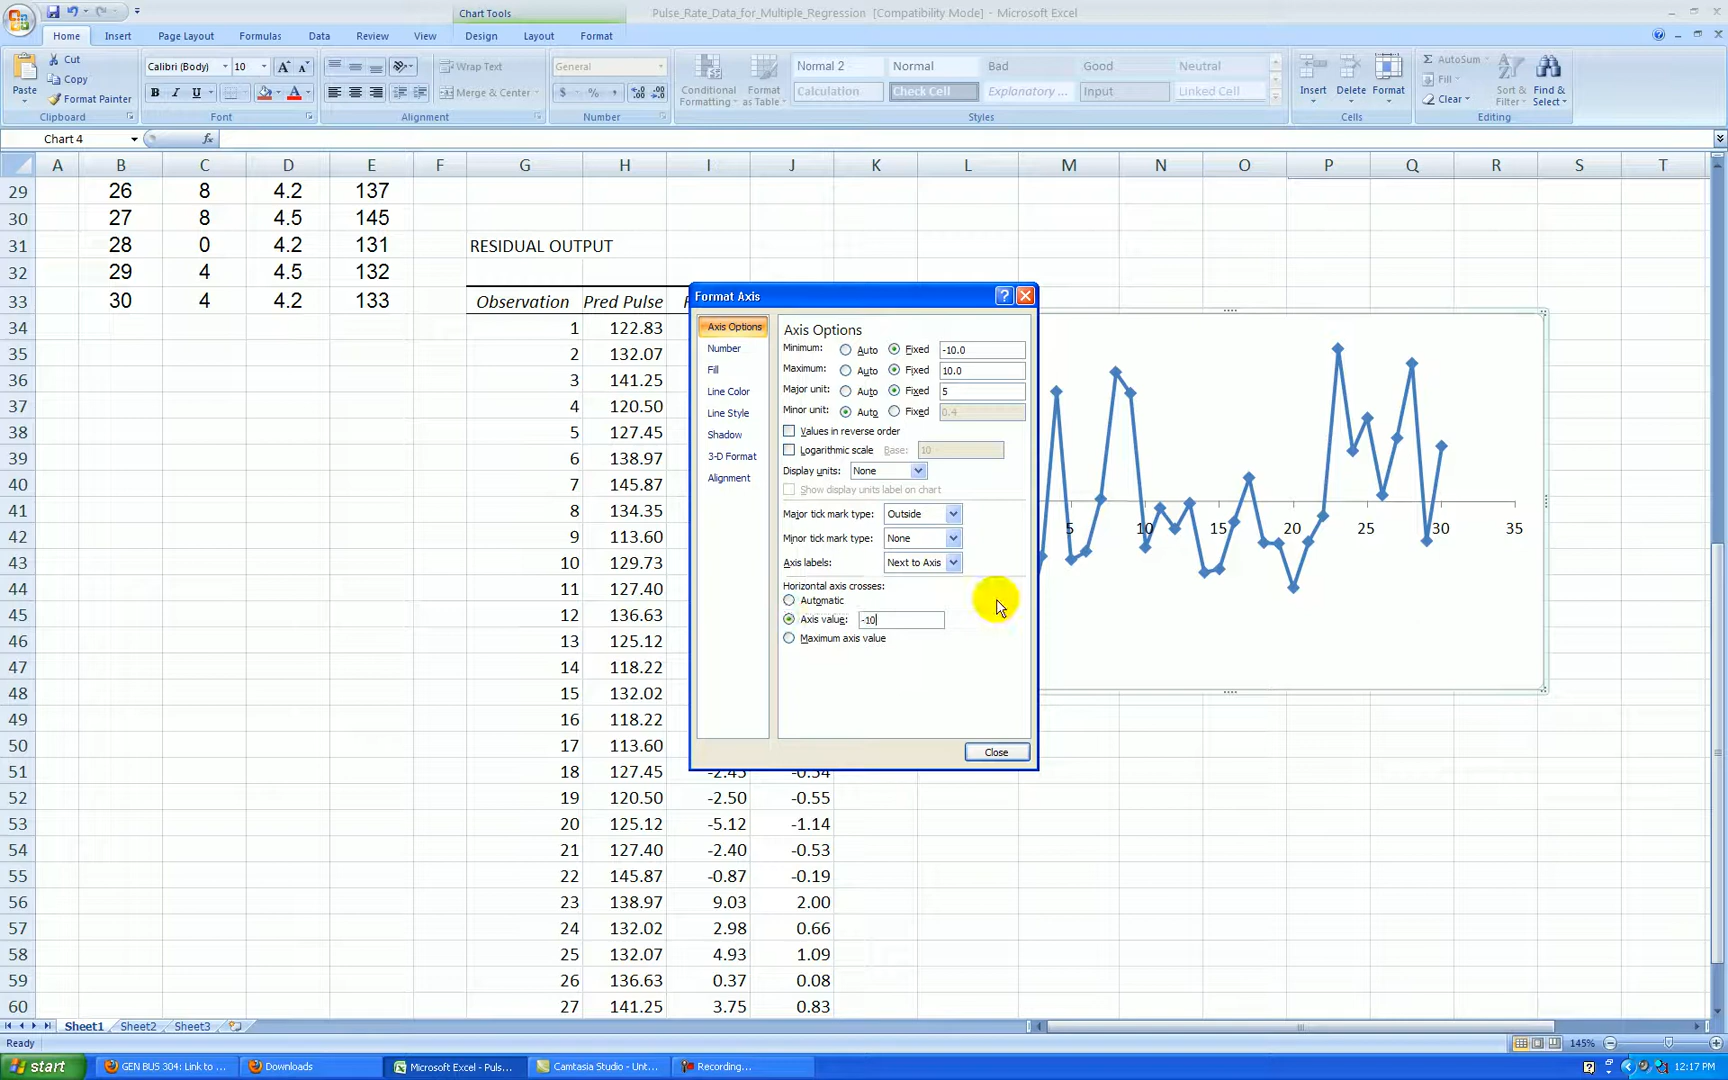 Chart Tools
Pulse_Rate_Data_for_Multiple_Regression [Compatibility Mode] - Microsoft Excel
Home Insert Page Layout Formulas Data Review View Design Layout Format
Paste
Cut
Copy
Format Painter
Clipboard
Calibri (Body) 10
B I U
Font
Wrap Text
Merge & Center
Alignment
General
$ % ,
Number
Conditional Formatting
Format as Table
Normal 2 Normal Bad Good Neutral
Calculation Check Cell Explanatory ... Input Linked Cell
Styles
Insert Delete Format
Cells
AutoSum
Fill
Clear
Sort & Filter
Find & Select
Editing
Chart 4
fx
A B C D E F G H I J K L M N O P Q R S T
29 26 8 4.2 137
30 27 8 4.5 145
31 28 0 4.2 131 RESIDUAL OUTPUT
32 29 4 4.5 132
33 30 4 4.2 133 Observation Pred Pulse
34 1 122.83
35 2 132.07
36 3 141.25
37 4 120.50
38 5 127.45
39 6 138.97
40 7 145.87
41 8 134.35
42 9 113.60
43 10 129.73
44 11 127.40
45 12 136.63
46 13 125.12
47 14 118.22
48 15 132.02
49 16 118.22
50 17 113.60
51 18 127.45 -2.45 -0.54
52 19 120.50 -2.50 -0.55
53 20 125.12 -5.12 -1.14
54 21 127.40 -2.40 -0.53
55 22 145.87 -0.87 -0.19
56 23 138.97 9.03 2.00
57 24 132.02 2.98 0.66
58 25 132.07 4.93 1.09
59 26 136.63 0.37 0.08
60 27 141.25 3.75 0.83
Format Axis
Axis Options
Number
Fill
Line Color
Line Style
Shadow
3-D Format
Alignment
Axis Options
Minimum: Auto Fixed -10.0
Maximum: Auto Fixed 10.0
Major unit: Auto Fixed 5
Minor unit: Auto Fixed 0.4
Values in reverse order
Logarithmic scale Base: 10
Display units: None
Show display units label on chart
Major tick mark type: Outside
Minor tick mark type: None
Axis labels: Next to Axis
Horizontal axis crosses:
Automatic
Axis value: -10
Maximum axis value
Close
5 10 15 20 25 30 35
Sheet1 Sheet2 Sheet3
Ready
145%
start
GEN BUS 304: Link to ...
Downloads
Microsoft Excel - Puls...
Camtasia Studio - Unt...
Recording...
12:17 PM